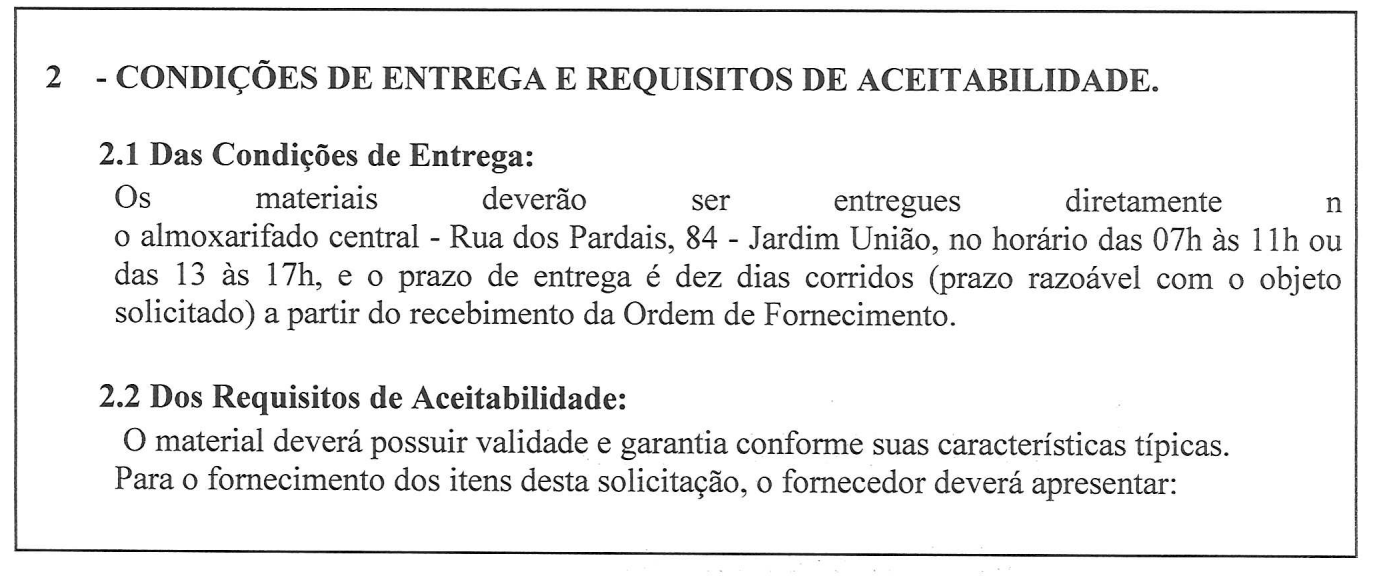 2 - CONDIÇÕES DE ENTREGA E REQUISITOS DE ACEITABILIDADE.
2.1 Das Condições de Entrega:
Os materiais deverão ser entregues diretamente n
o almoxarifado central - Rua dos Pardais, 84 - Jardim União, no horário das 07h às 11h ou
das 13 às 17h, e o prazo de entrega é dez dias corridos (prazo razoável com o objeto
solicitado) a partir do recebimento da Ordem de Fornecimento.
2.2 Dos Requisitos de Aceitabilidade:
O material deverá possuir validade e garantia conforme suas características típicas.
Para o fornecimento dos itens desta solicitação, o fornecedor deverá apresentar: